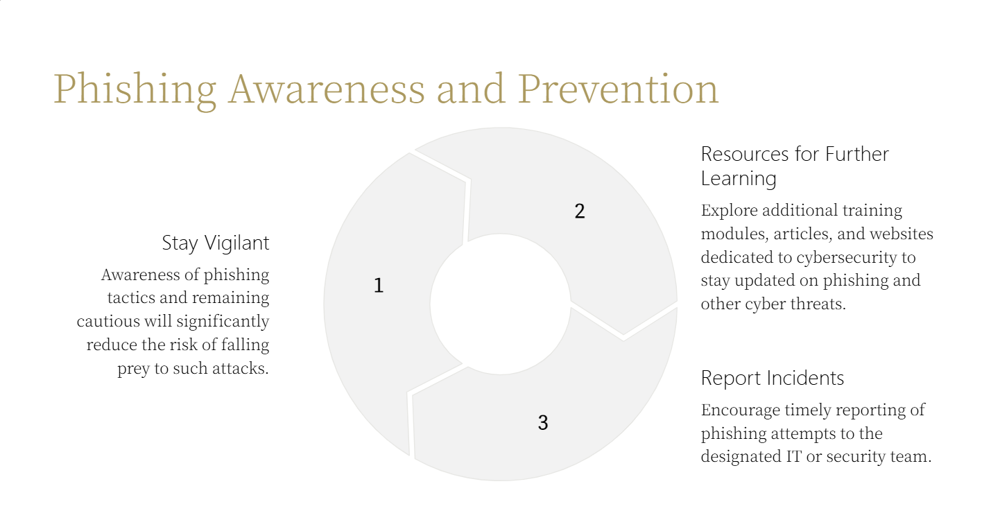 Phishing Awareness and Prevention
1
Stay Vigilant
Awareness of phishing
tactics and remaining
cautious will significantly
reduce the risk of falling
prey to such attacks.
2
Resources for Further
Learning
Explore additional training
modules, articles, and websites
dedicated to cybersecurity to
stay updated on phishing and
other cyber threats.
3
Report Incidents
Encourage timely reporting of
phishing attempts to the
designated IT or security team.